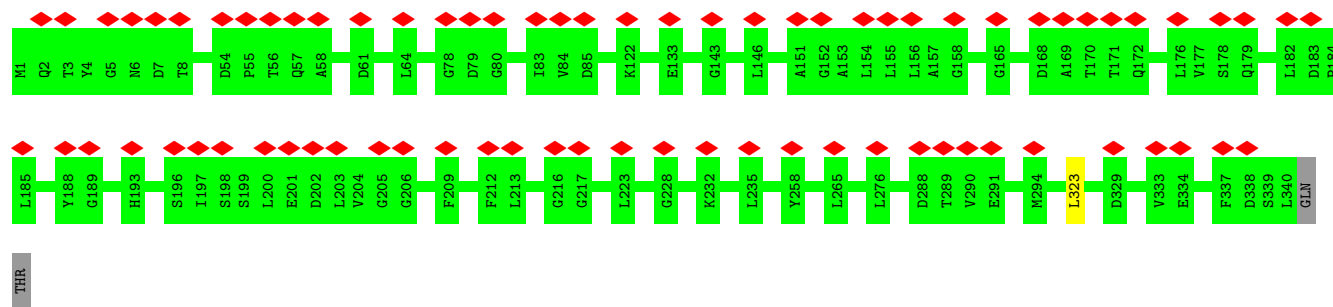 M1 Q2 T3 Y4 G5 N6 D7 T8 D54 P55 T56 Q57 A58 D61 L64 G78 D79 G80 I83 V84 D85 K122 E133 G143 L146 A151 G152 A153 L154 L155 L156 A157 G158 G165 D168 A169 T170 T171 Q172 L176 V177 S178 Q179 L182 D183
L185 Y188 G189 H193 S196 I197 S198 S199 L200 E201 D202 L203 V204 G205 G206 F209 F212 L213 G216 G217 L223 G228 K232 L235 Y258 L265 L276 D288 T289 V290 E291 M294 L323 D329 V333 E334 F337 D338 S339 L340 GLN
THR